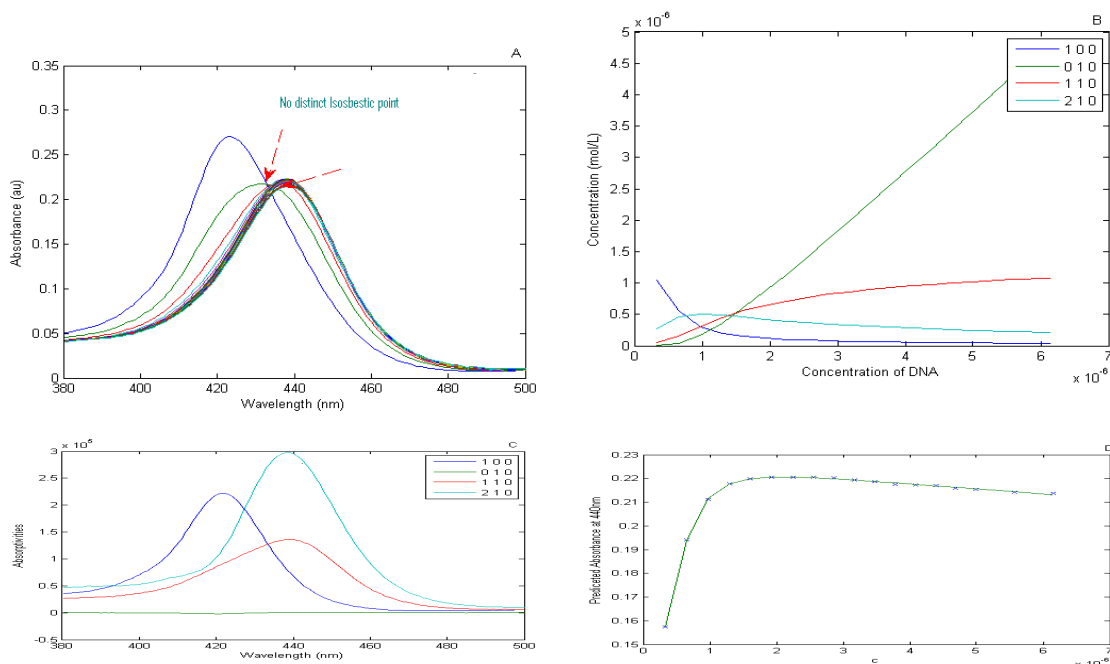 A
0.35
0.3
0.25
0.2
0.15
0.1
0.05
0
No distinct Isosbestic point
Absorbance (au)
380 400 420 440 460 480 500
Wavelength (nm)
x 10-6
B
5
4.5
4
3.5
3
2.5
2
1.5
1
0.5
0
1 0 0
0 1 0
1 1 0
2 1 0
Concentration (mol/L)
0 1 2 3 4 5 6 7
Concentration of DNA
x 10-6
x 10^5
C
3
2.5
2
1.5
1
0.5
0
-0.5
1 0 0
0 1 0
1 1 0
2 1 0
Absorptivities
380 400 420 440 460 480 500
Wavelength (nm)
0.23
0.22
0.21
0.2
0.19
0.18
0.17
0.16
0.15
Prediceted Absorbance at 440nm
0 1 2 3 4 5 6 7
c